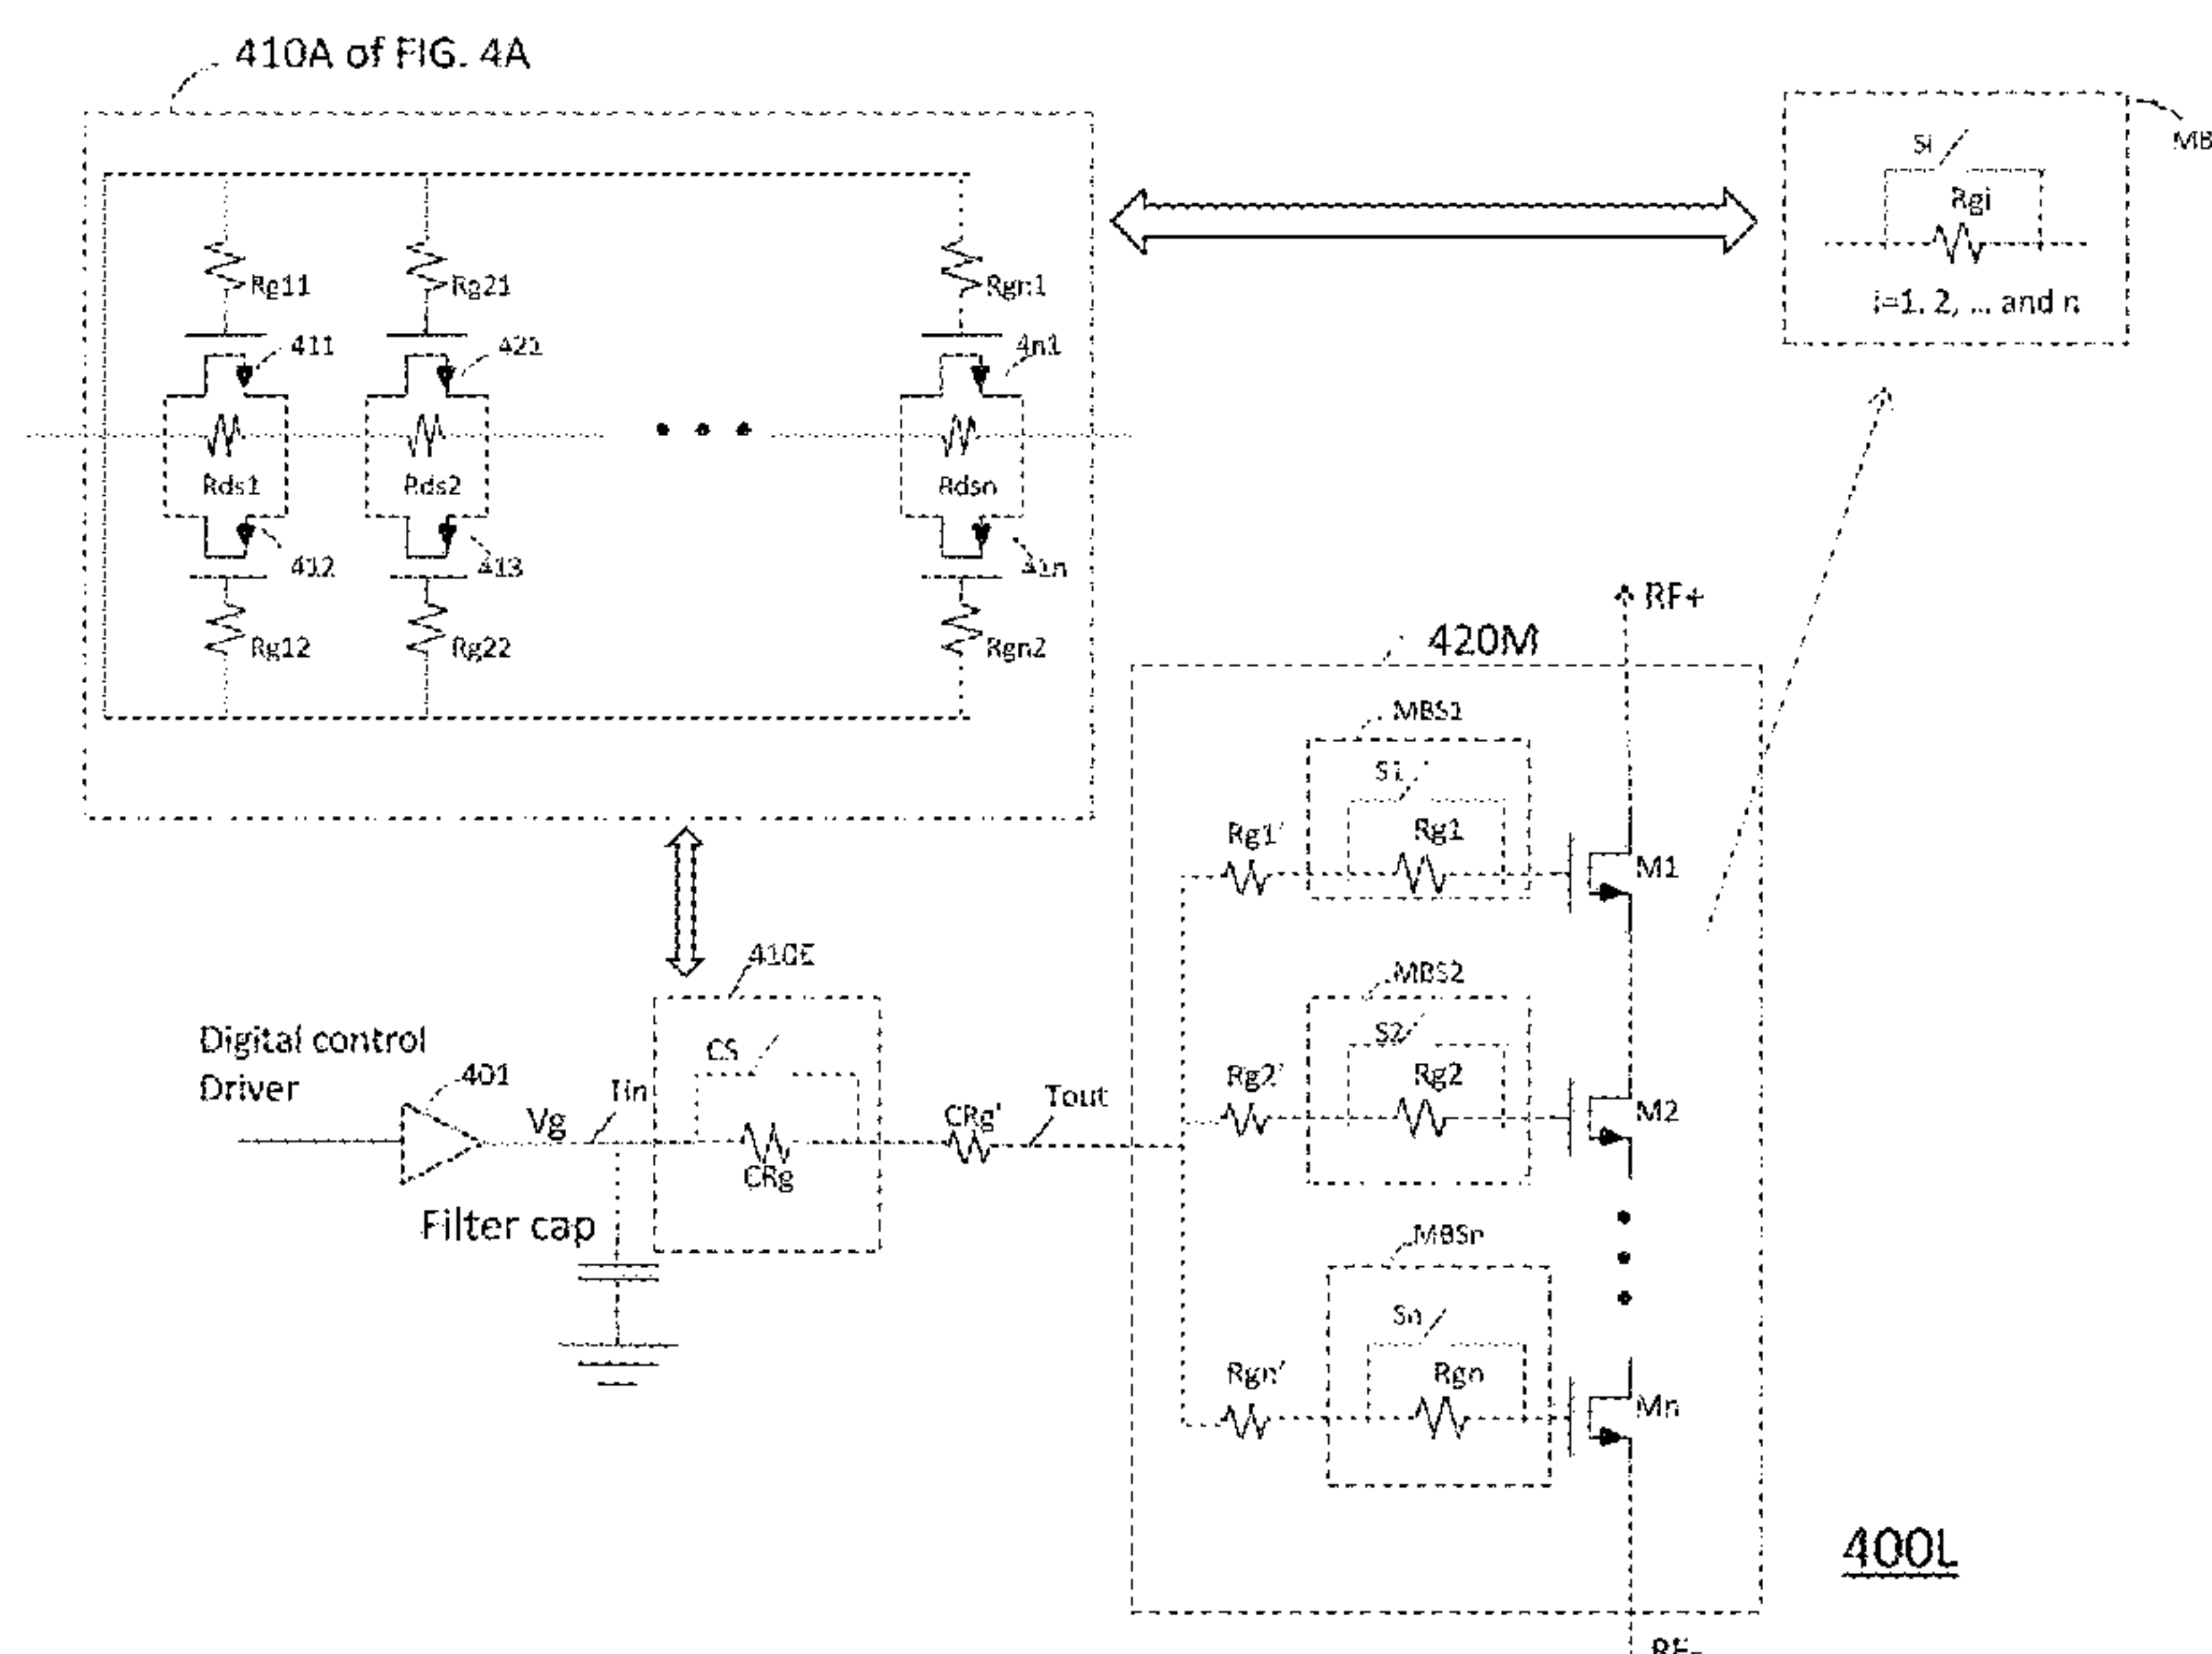 410A of FIG. 4A
MB
Si
Rgi
i=1, 2, ... and n
Rg11
Rg21
Rgn1
411
421
4n1
Rds1
Rds2
Rdsn
412
413
41n
Rg12
Rg22
Rgn2
RF+
420M
MBS1
S1
Rg1'
Rg1
M1
410E
MBS2
Digital control
Driver
401
Vg
Tin
CS
CRg
CRg'
Tout
S2
Rg2'
Rg2
M2
Filter cap
MBSn
Sn
Rgn'
Rgn
Mn
400L
RF-